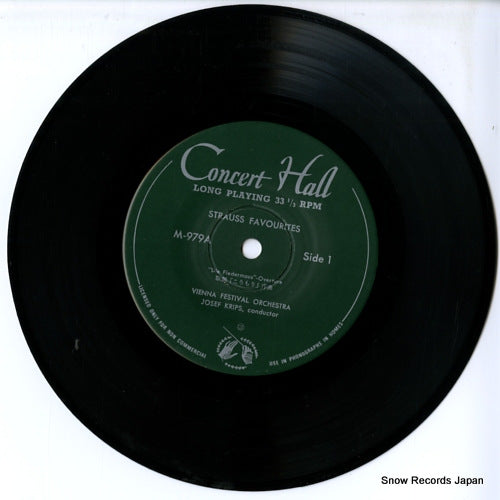 Concert Hall
LONG PLAYING 33 1/3 RPM
STRAUSS FAVOURITES
M-979A
Side 1
"Die Fledermaus"-Overture
VIENNA FESTIVAL ORCHESTRA
JOSEF KRIPS, conductor
LICENSED ONLY FOR NON COMMERCIAL
USE IN PHONOGRAPHS IN HOMES
Snow Records Japan